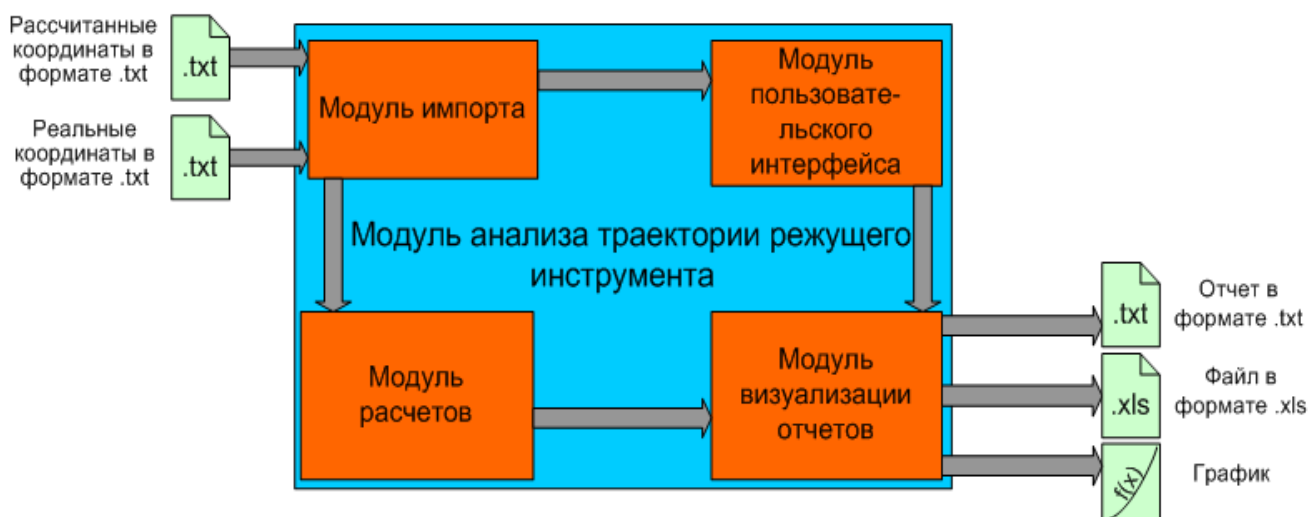 Рассчитанные
координаты в
формате .txt
.txt
Реальные
координаты в
формате .txt
.txt
Модуль импорта
Модуль
пользовате-
льского
интерфейса
Модуль анализа траектории режущего
инструмента
Модуль
расчетов
Модуль
визуализации
отчетов
.txt
Отчет в
формате .txt
.xls
Файл в
формате .xls
f(x)
График